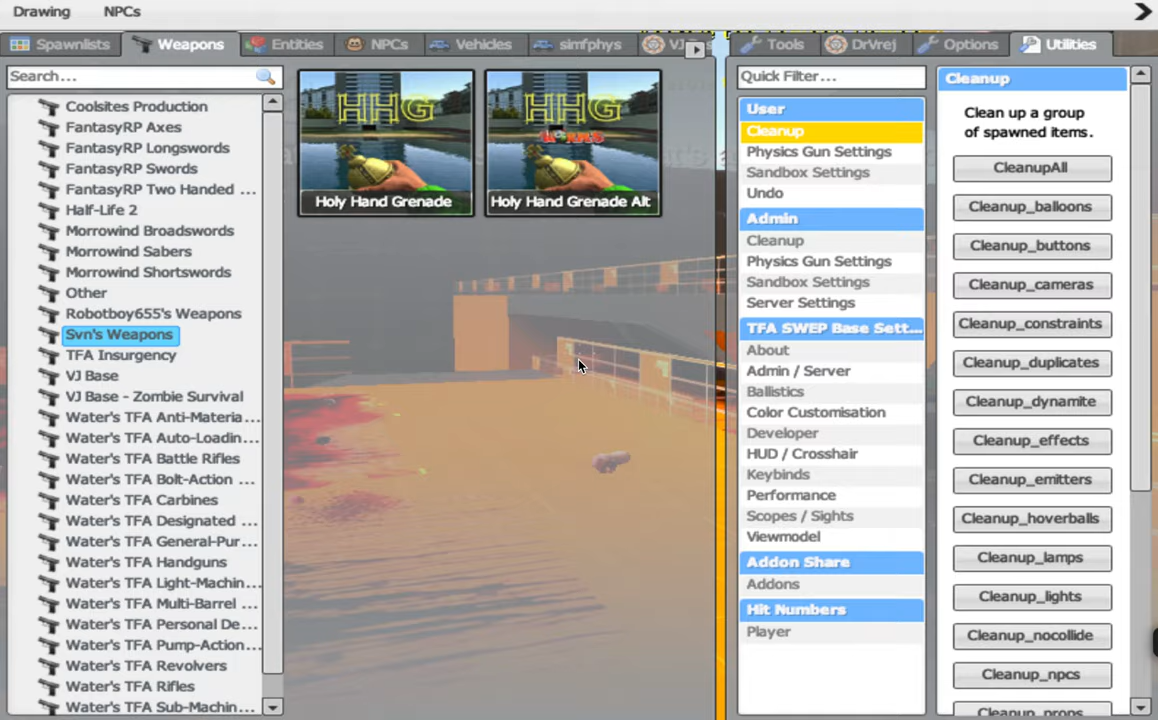 Drawing NPCs
Spawnlists Weapons Entities NPCs Vehicles simfphys
Tools DrVrej Options Utilities
Search...
Coolsites Production
FantasyRP Axes
FantasyRP Longswords
FantasyRP Swords
FantasyRP Two Handed ...
Half-Life 2
Morrowind Broadswords
Morrowind Sabers
Morrowind Shortswords
Other
Robotboy655's Weapons
Svn's Weapons
TFA Insurgency
VJ Base
VJ Base - Zombie Survival
Water's TFA Anti-Materia...
Water's TFA Auto-Loadin...
Water's TFA Battle Rifles
Water's TFA Bolt-Action ...
Water's TFA Carbines
Water's TFA Designated ...
Water's TFA General-Pur...
Water's TFA Handguns
Water's TFA Light-Machin...
Water's TFA Multi-Barrel ...
Water's TFA Personal De...
Water's TFA Pump-Action...
Water's TFA Revolvers
Water's TFA Rifles
Water's TFA Sub-Machin...
HHG
Holy Hand Grenade
HHG
WORMS
Holy Hand Grenade Alt
Quick Filter...
User
Cleanup
Physics Gun Settings
Sandbox Settings
Undo
Admin
Cleanup
Physics Gun Settings
Sandbox Settings
Server Settings
TFA SWEP Base Sett...
About
Admin / Server
Ballistics
Color Customisation
Developer
HUD / Crosshair
Keybinds
Performance
Scopes / Sights
Viewmodel
Addon Share
Addons
Hit Numbers
Player
Cleanup
Clean up a group
of spawned items.
CleanupAll
Cleanup_balloons
Cleanup_buttons
Cleanup_cameras
Cleanup_constraints
Cleanup_duplicates
Cleanup_dynamite
Cleanup_effects
Cleanup_emitters
Cleanup_hoverballs
Cleanup_lamps
Cleanup_lights
Cleanup_nocollide
Cleanup_npcs
Cleanup_props